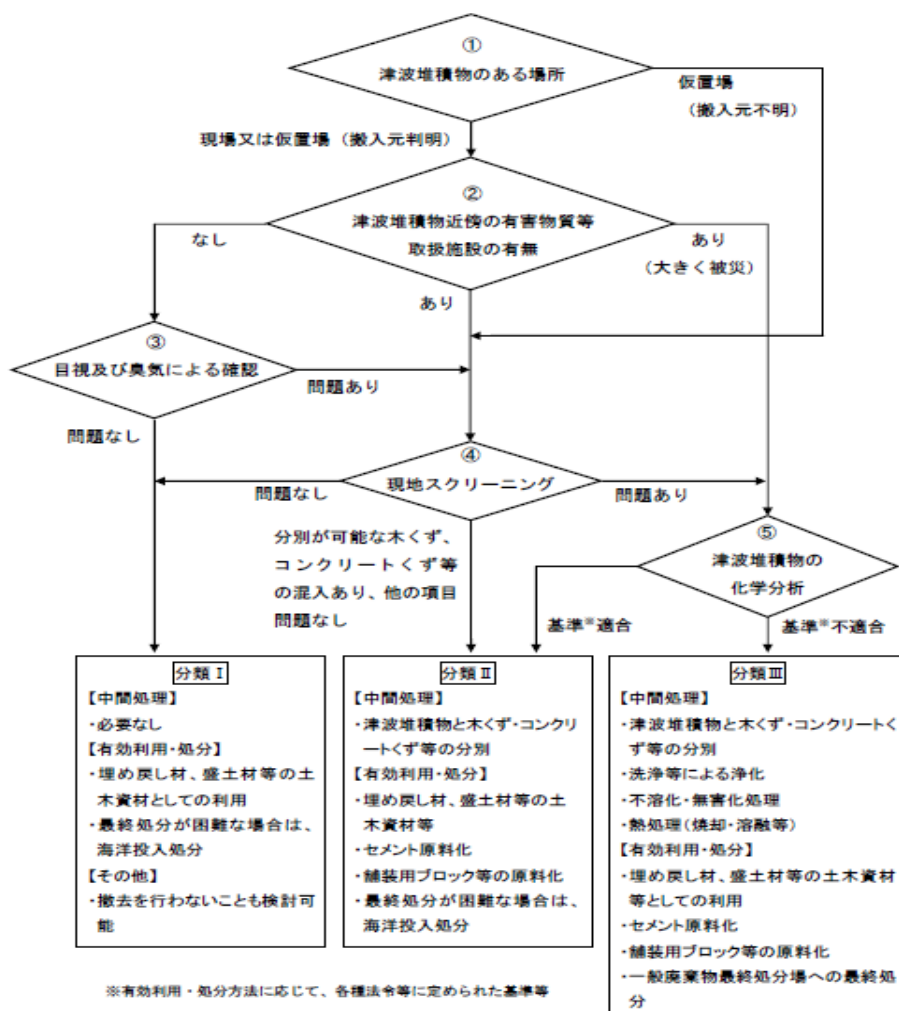 ①
津波堆積物のある場所
仮置場
（搬入元不明）
現場又は仮置場（搬入元判明）
②
津波堆積物近傍の有害物質等
取扱施設の有無
なし
あり
（大きく被災）
あり
③
目視及び臭気による確認
問題あり
問題なし
④
現地スクリーニング
問題なし
問題あり
分別が可能な木くず、
コンクリートくず等
の混入あり、他の項目
問題なし
⑤
津波堆積物の
化学分析
基準※適合
基準※不適合
分類Ⅰ
【中間処理】
・必要なし
【有効利用・処分】
・埋め戻し材、盛土材等の土
木資材としての利用
・最終処分が困難な場合は、
海洋投入処分
【その他】
・撤去を行わないことも検討可
能
分類Ⅱ
【中間処理】
・津波堆積物と木くず・コンクリ
ートくず等の分別
【有効利用・処分】
・埋め戻し材、盛土材等の土
木資材等
・セメント原料化
・舗装用ブロック等の原料化
・最終処分が困難な場合は、
海洋投入処分
分類Ⅲ
【中間処理】
・津波堆積物と木くず・コンクリートく
ず等の分別
・洗浄等による浄化
・不溶化・無害化処理
・熱処理（焼却・溶融等）
【有効利用・処分】
・埋め戻し材、盛土材等の土木資材
等としての利用
・セメント原料化
・舗装用ブロック等の原料化
・一般廃棄物最終処分場への最終処
分
※有効利用・処分方法に応じて、各種法令等に定められた基準等